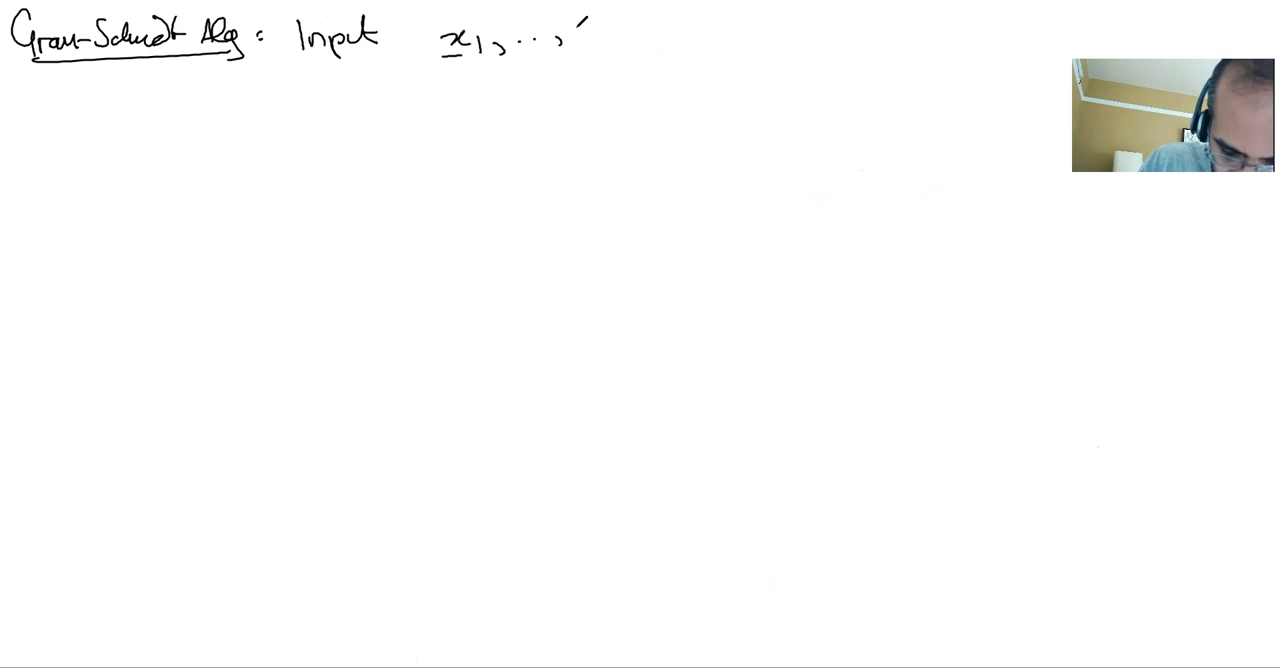 Gram-Schmidt Alg: Input x1, ...,